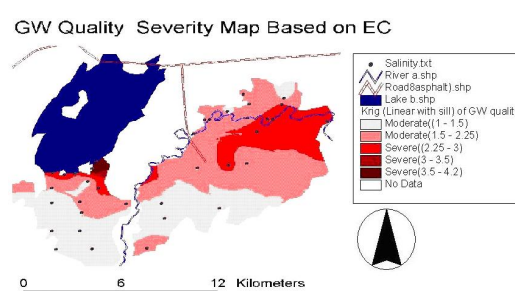 GW Quality Severity Map Based on EC
Salinity.txt
River a.shp
Road8asphalt).shp
Lake b.shp
Krig (Linear with sill) of GW qualit
Moderate((1 - 1.5)
Moderate(1.5 - 2.25)
Severe((2.25 - 3)
Severe(3 - 3.5)
Severe(3.5 - 4.2)
No Data
0 6 12 Kilometers